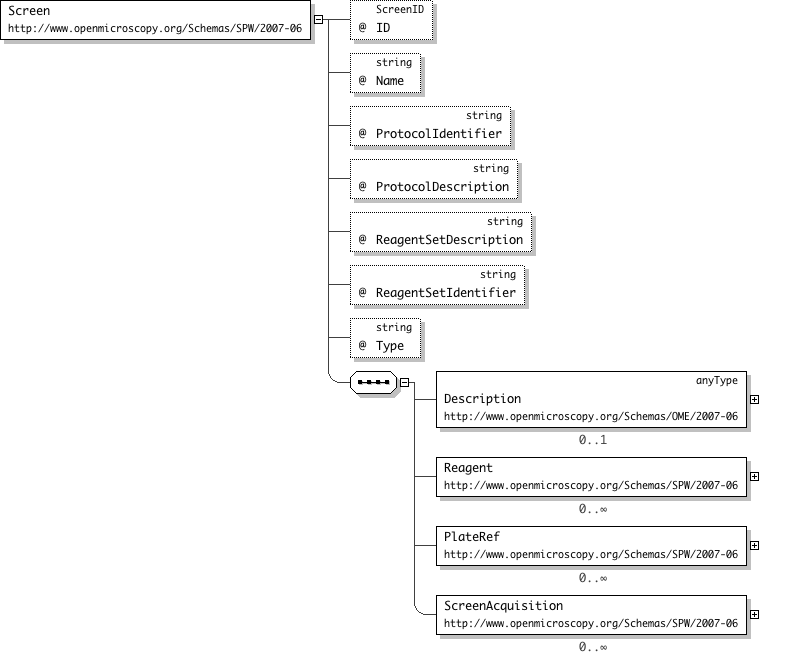 Screen
http://www.openmicroscopy.org/Schemas/SPW/2007-06
ScreenID
@ ID
string
@ Name
string
@ ProtocolIdentifier
string
@ ProtocolDescription
string
@ ReagentSetDescription
string
@ ReagentSetIdentifier
string
@ Type
anyType
Description
http://www.openmicroscopy.org/Schemas/OME/2007-06
0..1
Reagent
http://www.openmicroscopy.org/Schemas/SPW/2007-06
0..∞
PlateRef
http://www.openmicroscopy.org/Schemas/SPW/2007-06
0..∞
ScreenAcquisition
http://www.openmicroscopy.org/Schemas/SPW/2007-06
0..∞